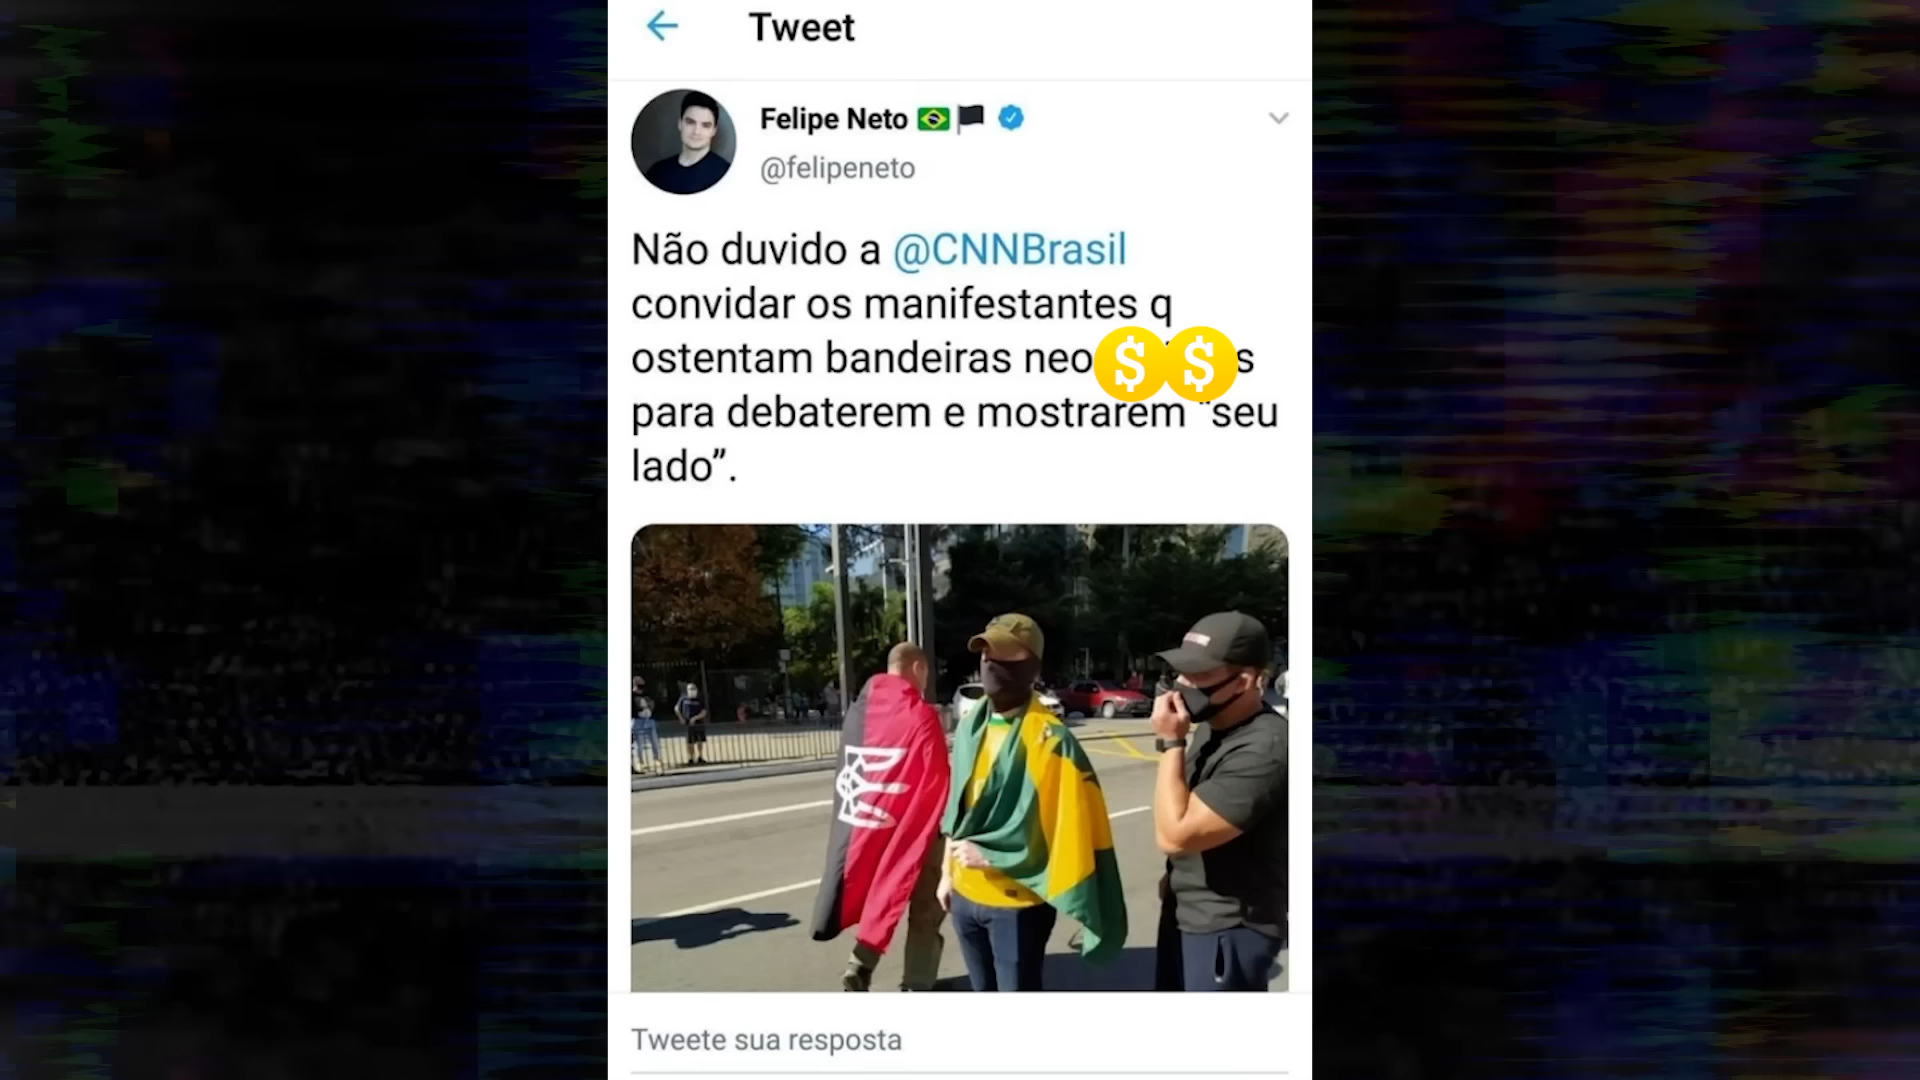 Tweet
Felipe Neto
@felipeneto
Não duvido a @CNNBrasil
convidar os manifestantes q
ostentam bandeiras neo $ $ s
para debaterem e mostrarem "seu
lado”.
Tweete sua resposta